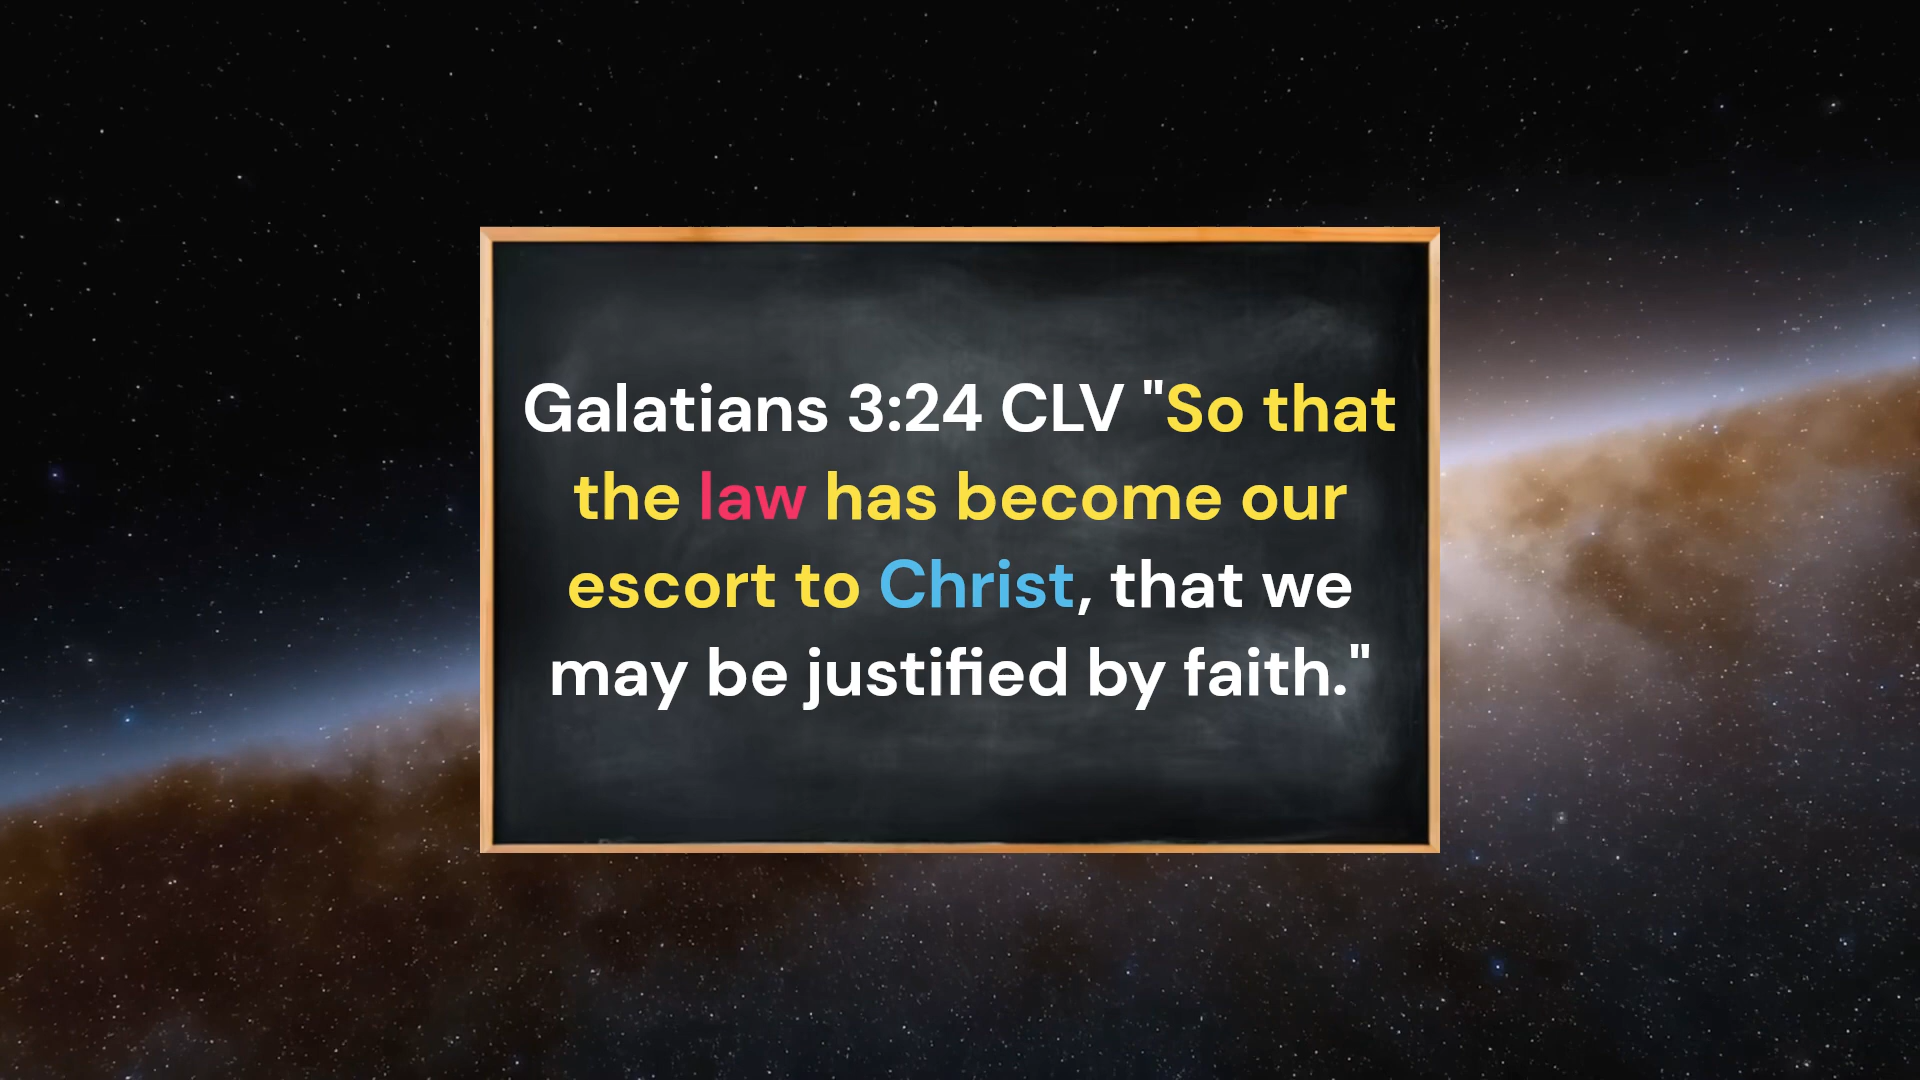 Galatians 3:24 CLV "So that
the law has become our
escort to Christ, that we
may be justified by faith."